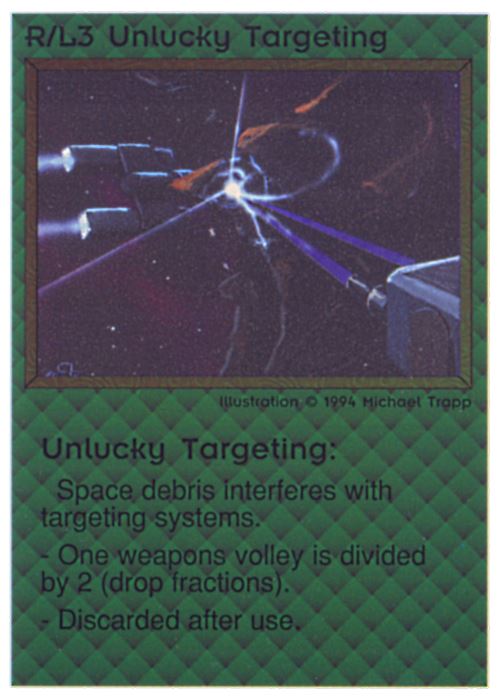 R/L3 Unlucky Targeting
Illustration © 1994 Michael Trapp
Unlucky Targeting:
Space debris interferes with
targeting systems.
- One weapons volley is divided
by 2 (drop fractions).
- Discarded after use.